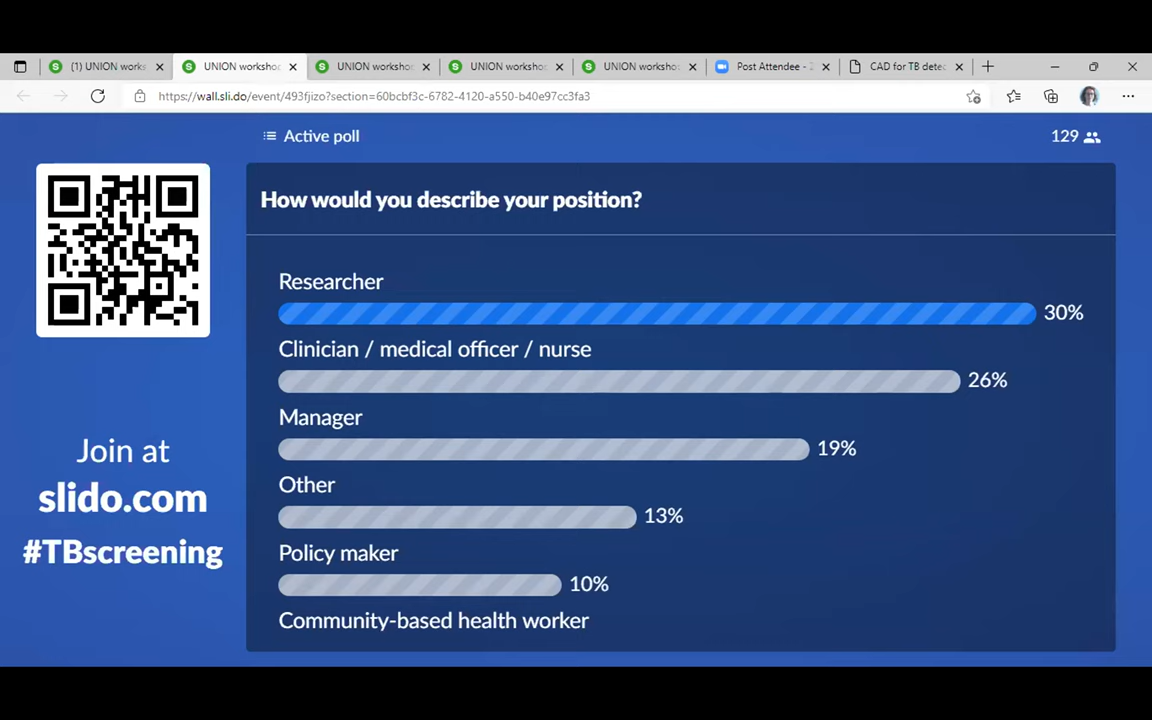 (1) UNION works
UNION worksho
UNION worksho
UNION worksho
UNION worksho
Post Attendee - 2
CAD for TB detec
https://wall.sli.do/event/493fjizo?section=60bcbf3c-6782-4120-a550-b40e97cc3fa3
Active poll
129
How would you describe your position?
Researcher
30%
Clinician / medical officer / nurse
26%
Manager
19%
Other
13%
Policy maker
10%
Community-based health worker
Join at
slido.com
#TBscreening